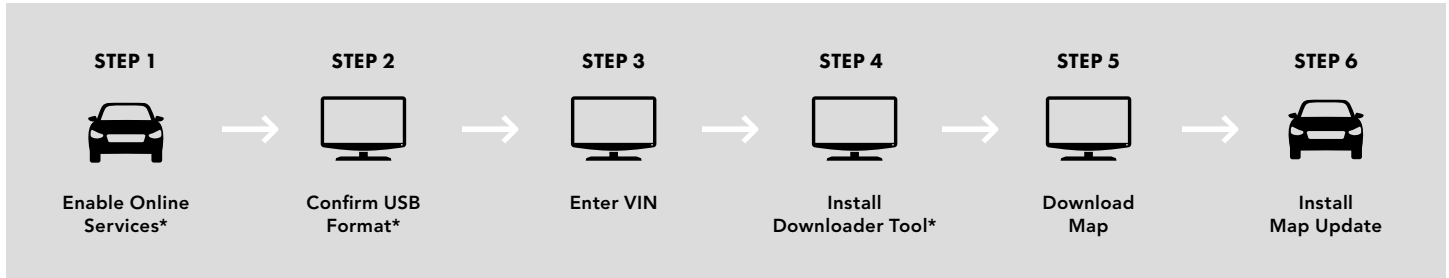 STEP 1
Enable Online
Services*
STEP 2
Confirm USB
Format*
STEP 3
Enter VIN
STEP 4
Install
Downloader Tool*
STEP 5
Download
Map
STEP 6
Install
Map Update